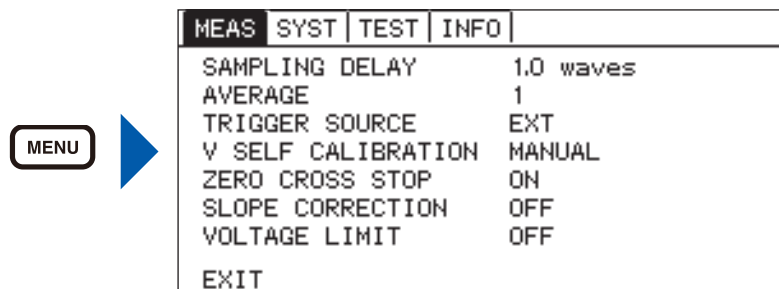 MENU
MEAS SYST TEST INFO
SAMPLING DELAY 1.0 waves
AVERAGE 1
TRIGGER SOURCE EXT
V SELF CALIBRATION MANUAL
ZERO CROSS STOP ON
SLOPE CORRECTION OFF
VOLTAGE LIMIT OFF
EXIT